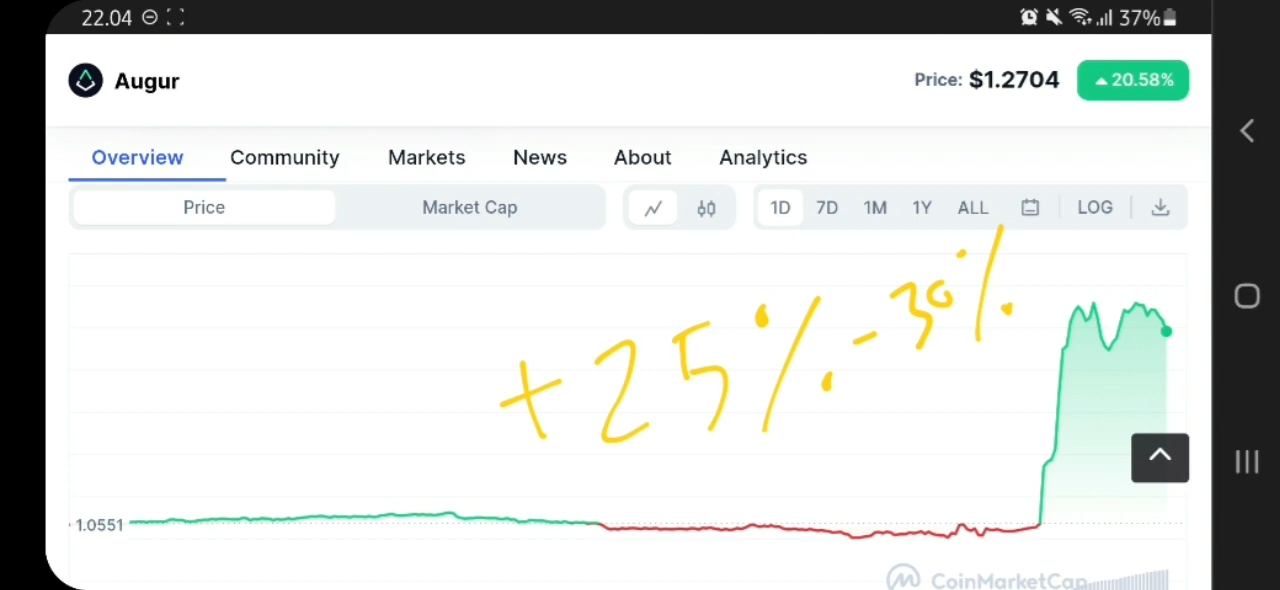 22.04 37%
Augur Price: $1.2704 20.58%
Overview Community Markets News About Analytics
Price Market Cap 1D 7D 1M 1Y ALL LOG
+25%-30%
1.0551
CoinMarketCap